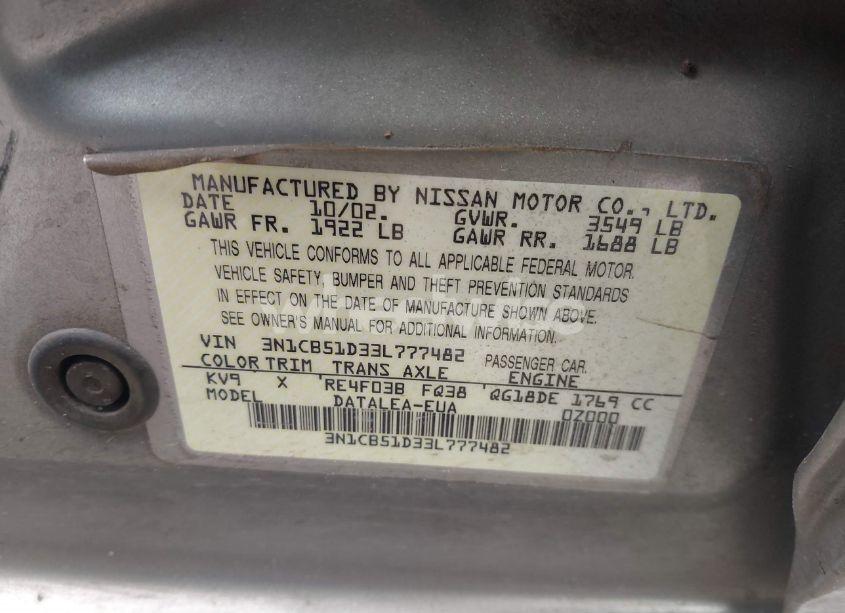 MANUFACTURED BY NISSAN MOTOR CO., LTD.
DATE 10/02. GVWR. 3549 LB
GAWR FR. 1922 LB GAWR RR. 1688 LB
THIS VEHICLE CONFORMS TO ALL APPLICABLE FEDERAL MOTOR
VEHICLE SAFETY, BUMPER AND THEFT PREVENTION STANDARDS
IN EFFECT ON THE DATE OF MANUFACTURE SHOWN ABOVE.
SEE OWNER'S MANUAL FOR ADDITIONAL INFORMATION.
VIN 3N1CB51D33L777482 PASSENGER CAR
COLOR TRIM TRANS AXLE ENGINE
KV9 X RE4F03B FQ38 QG18DE 1769 CC
MODEL DATALEA-EUA 0Z000
3N1CB51D33L777482